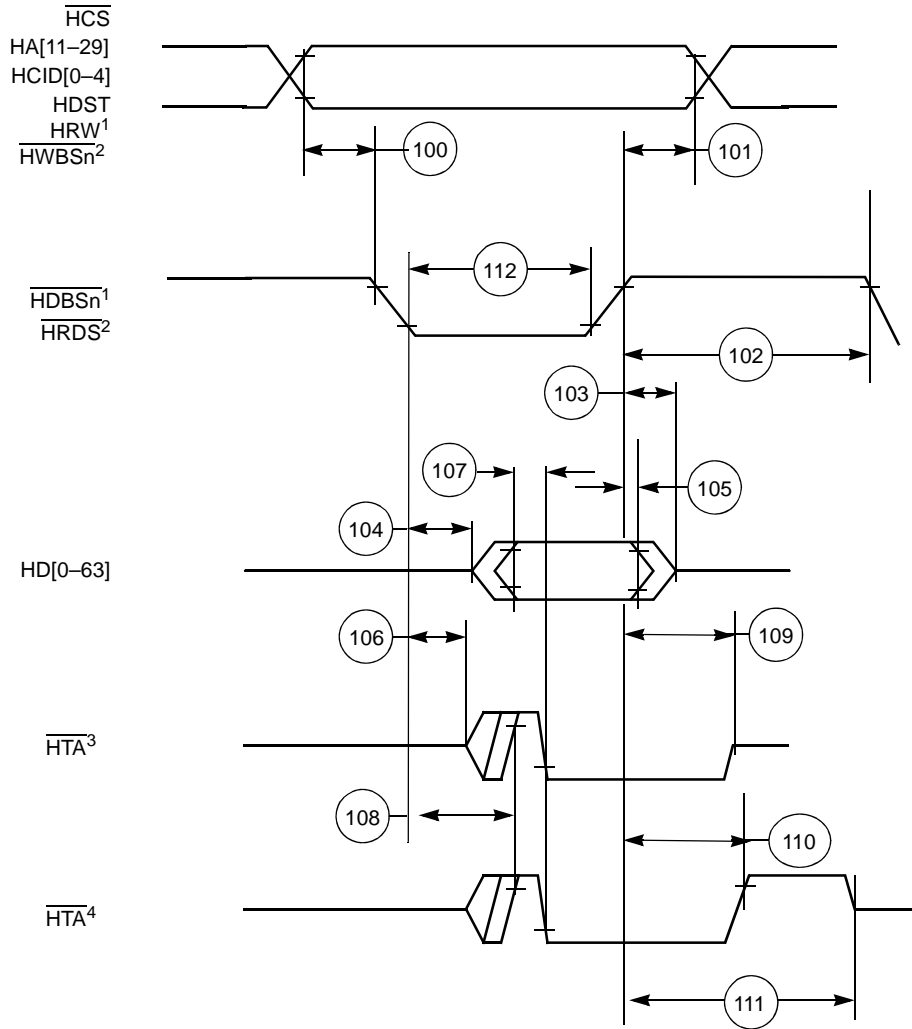 HCS
HA[11–29]
HCID[0–4]
HDST
HRW1
HWBSn2
100
101
112
HDBSn1
HRDS2
102
103
107
105
104
HD[0–63]
106
109
HTA3
108
110
HTA4
111